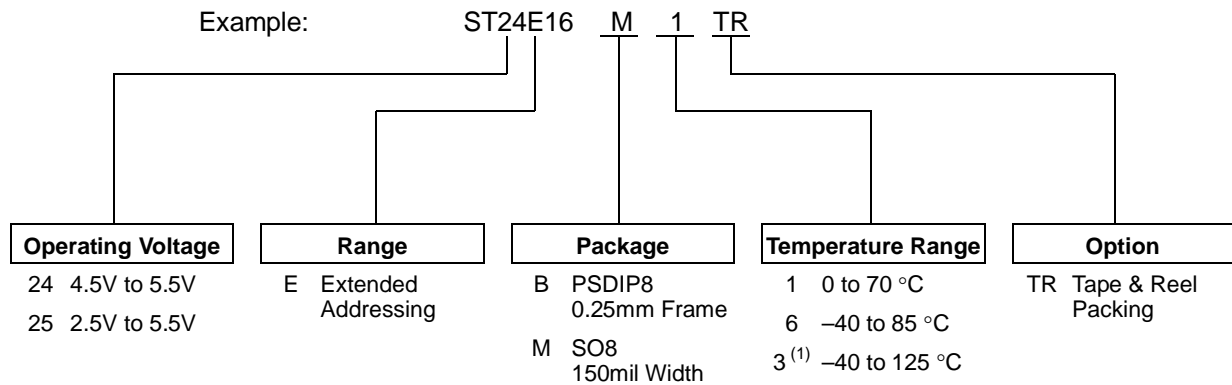 Example: ST24E16 M 1 TR
Operating Voltage
24 4.5V to 5.5V
25 2.5V to 5.5V
Range
E Extended
Addressing
Package
B PSDIP8
0.25mm Frame
M SO8
150mil Width
Temperature Range
1 0 to 70 °C
6 –40 to 85 °C
3 (1) –40 to 125 °C
Option
TR Tape & Reel
Packing